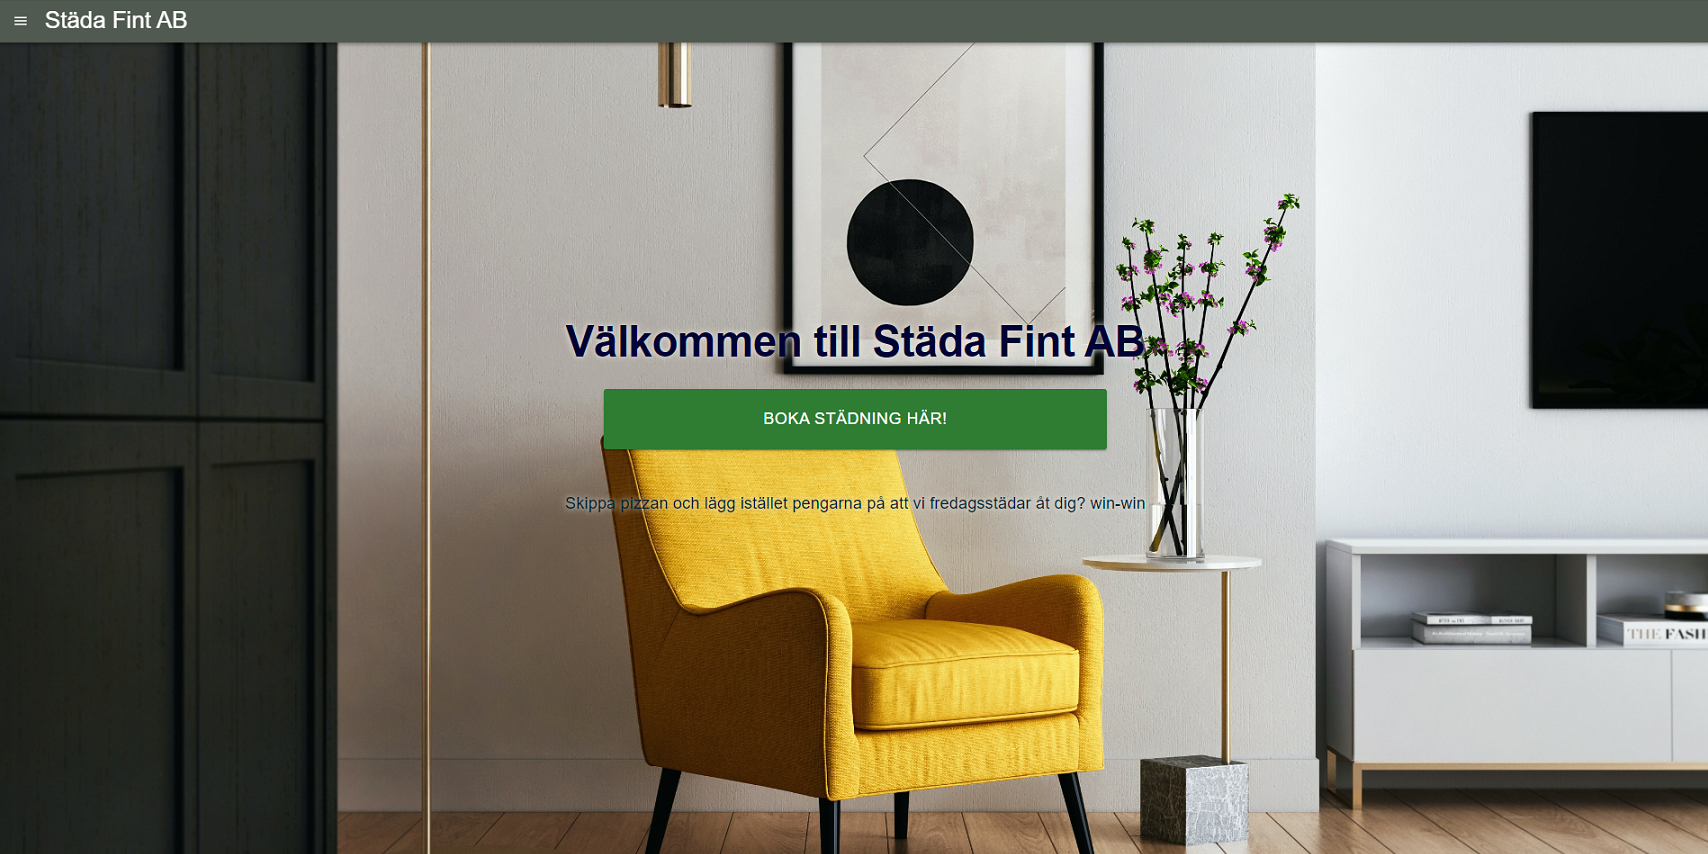 Städa Fint AB
Välkommen till Städa Fint AB
BOKA STÄDNING HÄR!
Skippa pizzan och lägg istället pengarna på att vi fredagsstädar åt dig? win-win
THE FASH